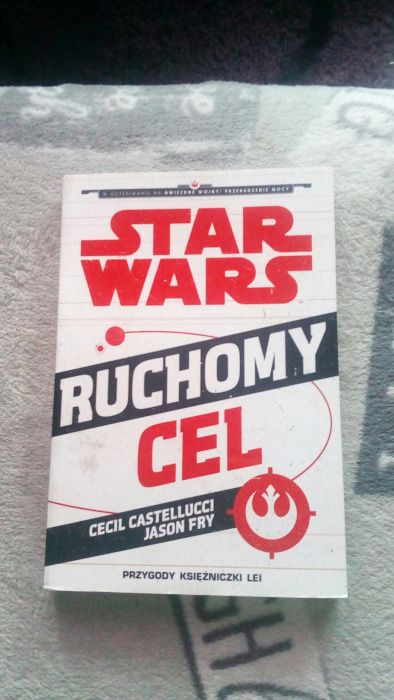 W OCZEKIWANIU NA GWIEZDNE WOJNY: PRZEBUDZENIE MOCY
STAR
WARS
RUCHOMY
CEL
CECIL CASTELLUCCI
JASON FRY
PRZYGODY KSIĘŻNICZKI LEI